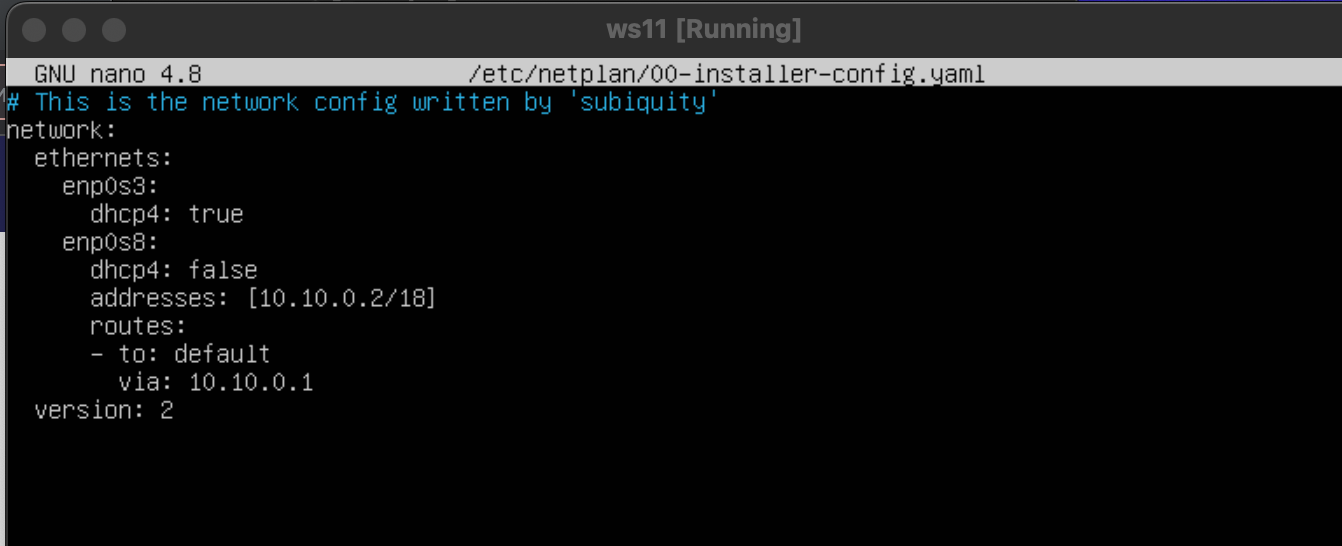 ws11 [Running]
GNU nano 4.8 /etc/netplan/00-installer-config.yaml
# This is the network config written by 'subiquity'
network:
  ethernets:
    enp0s3:
      dhcp4: true
    enp0s8:
      dhcp4: false
      addresses: [10.10.0.2/18]
      routes:
      - to: default
        via: 10.10.0.1
  version: 2